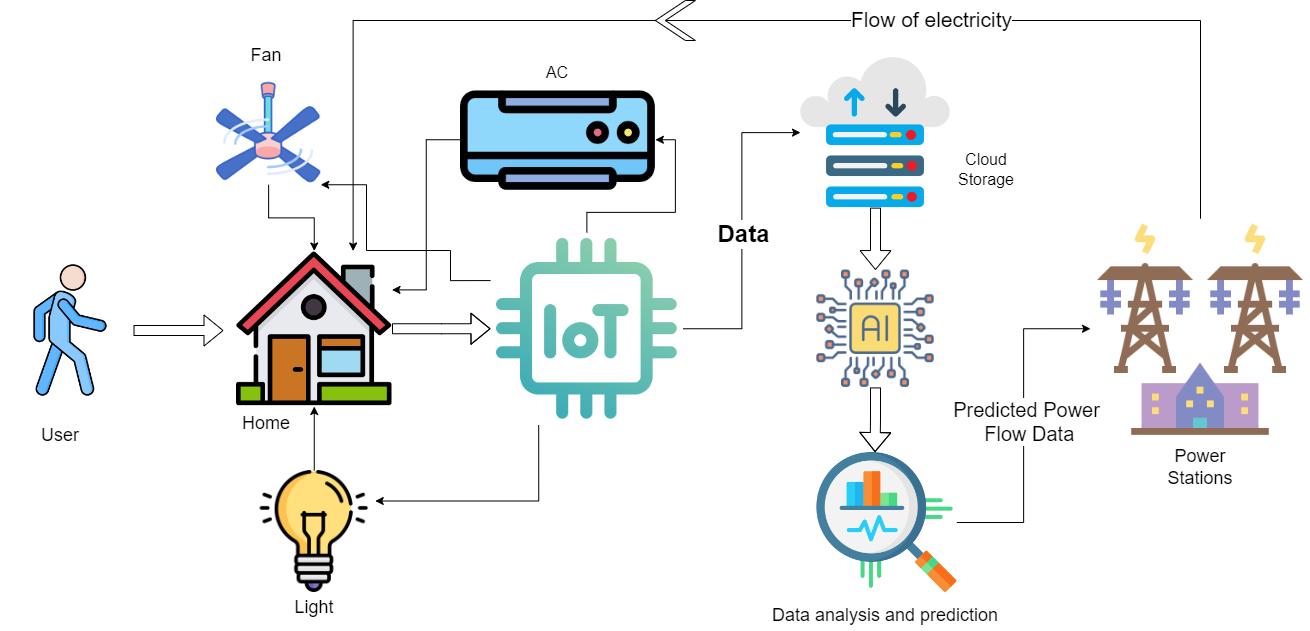 Flow of electricity
Fan
AC
Cloud
Storage
Data
IoT
AI
User
Home
Predicted Power
Flow Data
Power
Stations
Light
Data analysis and prediction